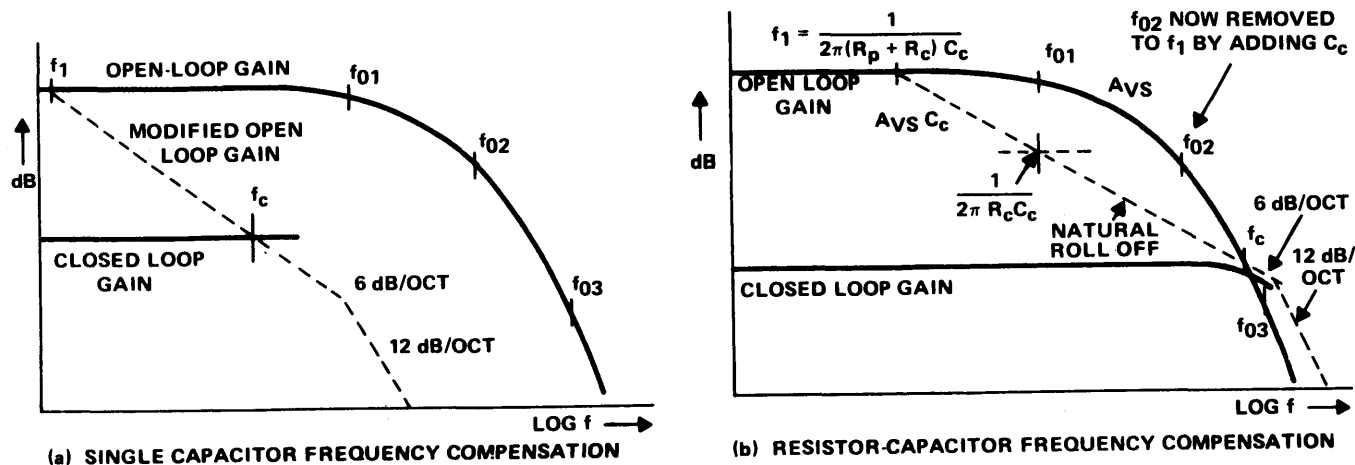 f1
OPEN-LOOP GAIN
f01
MODIFIED OPEN
LOOP GAIN
f02
dB
fc
CLOSED LOOP
GAIN
6 dB/OCT
f03
12 dB/OCT
LOG f
(a) SINGLE CAPACITOR FREQUENCY COMPENSATION
f1 = 1
2π(Rp + Rc) Cc
f02 NOW REMOVED
TO f1 BY ADDING Cc
f01
OPEN LOOP
GAIN
AVS
AVS Cc
dB
f02
1
2π RcCc
6 dB/OCT
NATURAL
ROLL OFF
fc
12 dB/
OCT
CLOSED LOOP GAIN
f03
LOG f
(b) RESISTOR-CAPACITOR FREQUENCY COMPENSATION